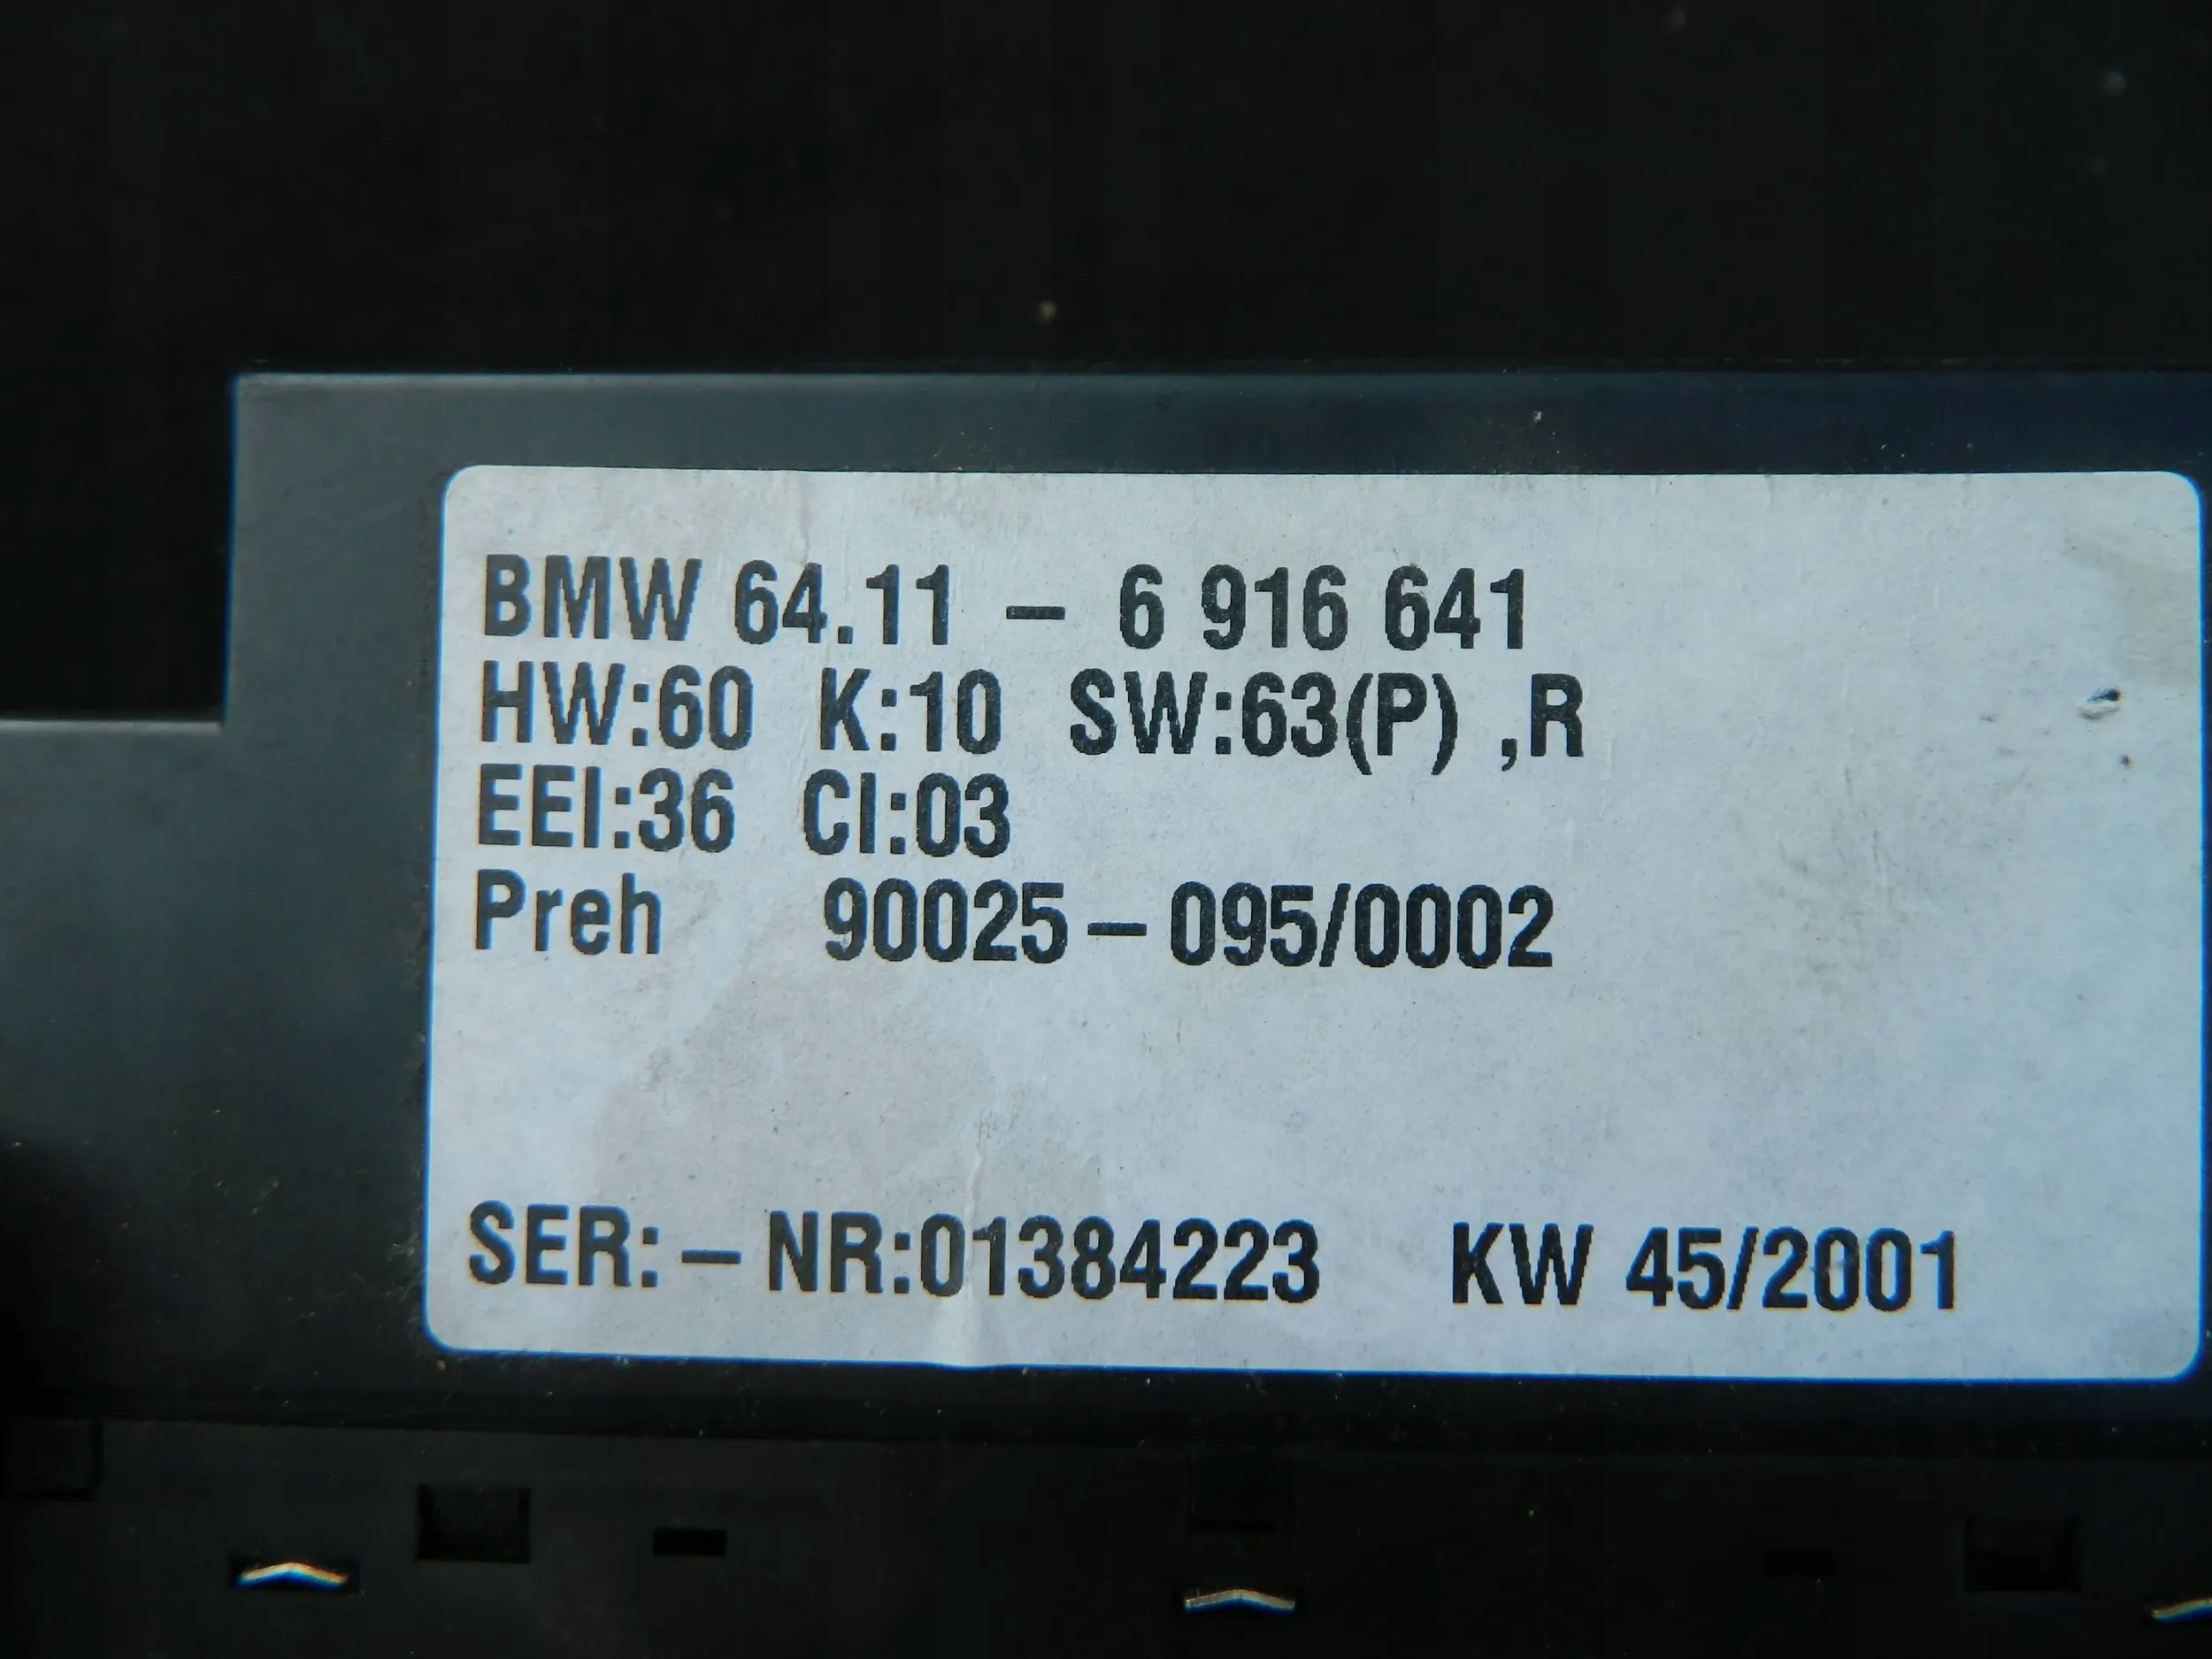 BMW 64.11 - 6 916 641
HW:60 K:10 SW:63(P) ,R
EEI:36 CI:03
Preh 90025-095/0002
SER:-NR:01384223 KW 45/2001